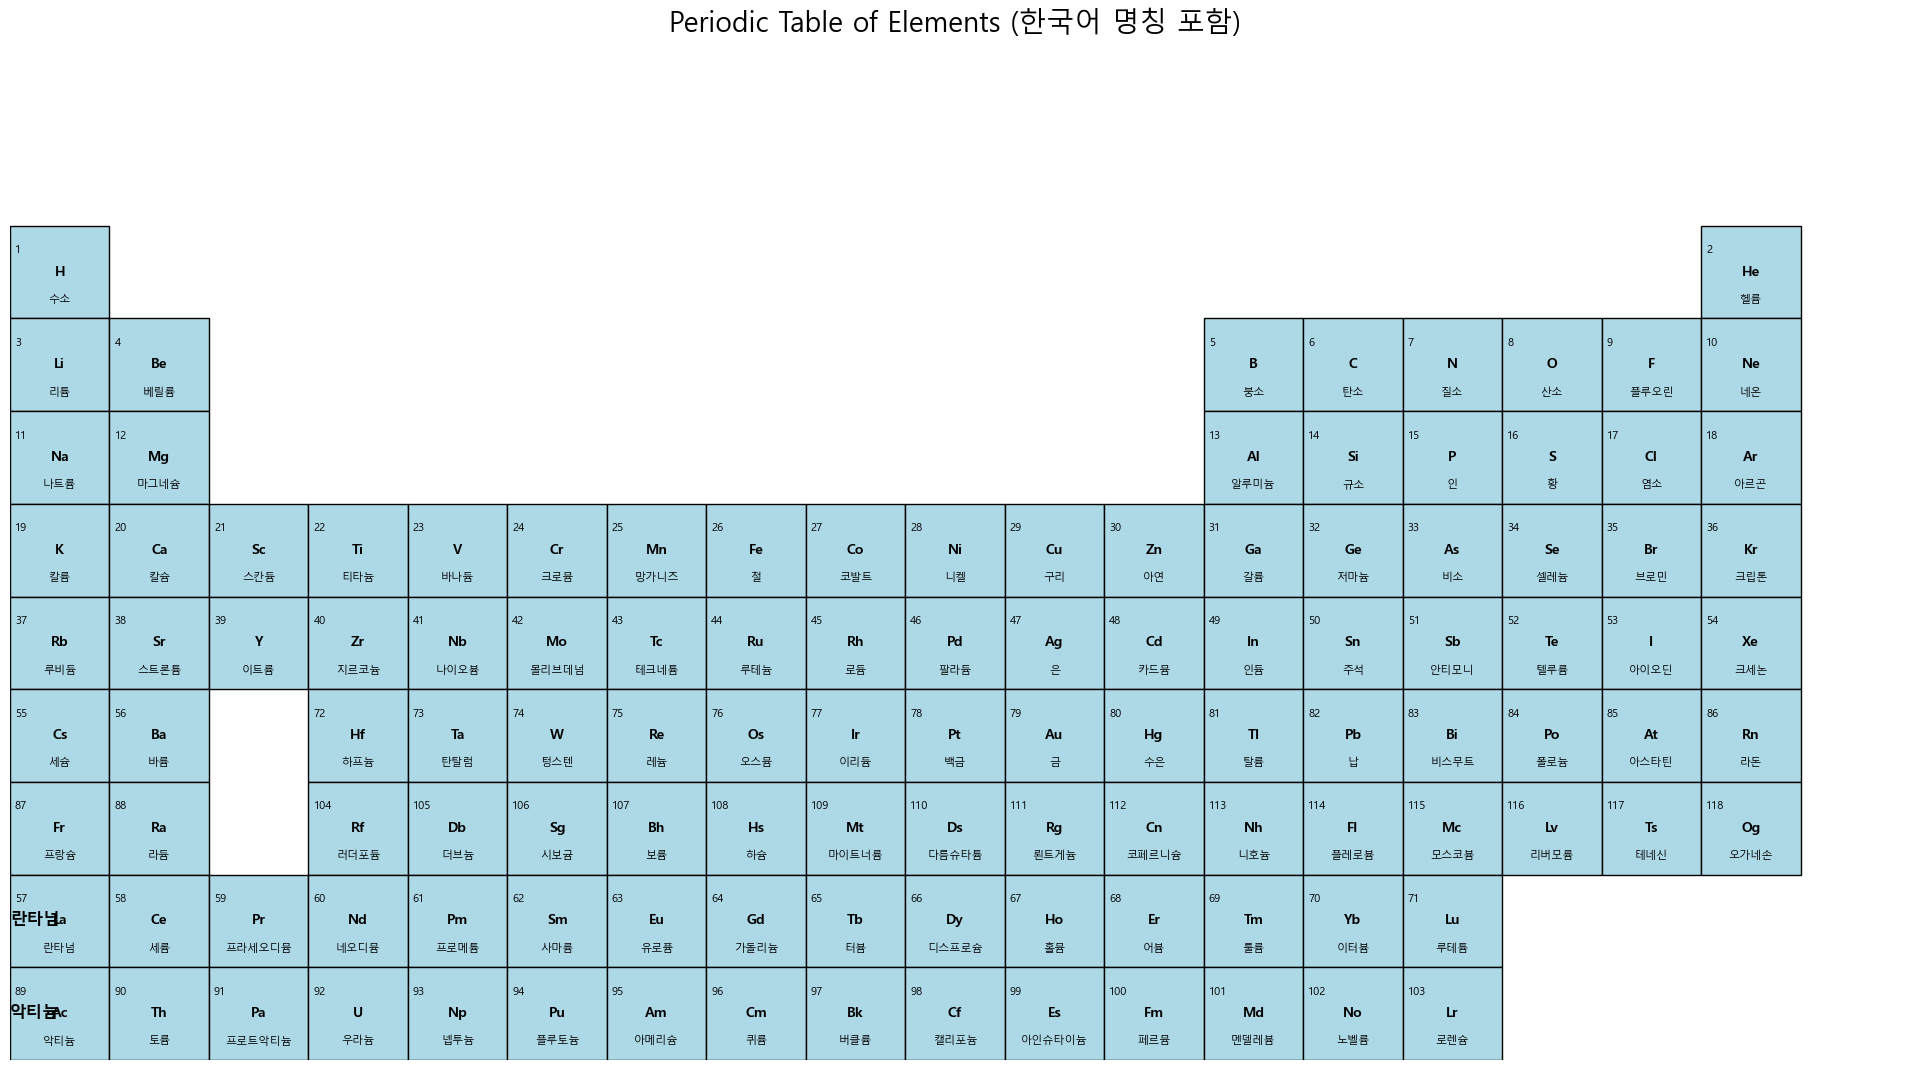 Periodic Table of Elements (한국어 명칭 포함)
1 2
H He
수소 헬륨
3 4 5 6 7 8 9 10
Li Be B C N O F Ne
리튬 베릴륨 붕소 탄소 질소 산소 플루오린 네온
11 12 13 14 15 16 17 18
Na Mg Al Si P S Cl Ar
나트륨 마그네슘 알루미늄 규소 인 황 염소 아르곤
19 20 21 22 23 24 25 26 27 28 29 30 31 32 33 34 35 36
K Ca Sc Ti V Cr Mn Fe Co Ni Cu Zn Ga Ge As Se Br Kr
칼륨 칼슘 스칸듐 티타늄 바나듐 크로뮴 망가니즈 철 코발트 니켈 구리 아연 갈륨 저마늄 비소 셀레늄 브로민 크립톤
37 38 39 40 41 42 43 44 45 46 47 48 49 50 51 52 53 54
Rb Sr Y Zr Nb Mo Tc Ru Rh Pd Ag Cd In Sn Sb Te I Xe
루비듐 스트론튬 이트륨 지르코늄 나이오븀 몰리브데넘 테크네튬 루테늄 로듐 팔라듐 은 카드뮴 인듐 주석 안티모니 텔루륨 아이오딘 크세논
55 56 72 73 74 75 76 77 78 79 80 81 82 83 84 85 86
Cs Ba Hf Ta W Re Os Ir Pt Au Hg Tl Pb Bi Po At Rn
세슘 바륨 하프늄 탄탈럼 텅스텐 레늄 오스뮴 이리듐 백금 금 수은 탈륨 납 비스무트 폴로늄 아스타틴 라돈
87 88 104 105 106 107 108 109 110 111 112 113 114 115 116 117 118
Fr Ra Rf Db Sg Bh Hs Mt Ds Rg Cn Nh Fl Mc Lv Ts Og
프랑슘 라듐 러더포듐 더브늄 시보귬 보륨 하슘 마이트너륨 다름슈타튬 뢴트게늄 코페르니슘 니호늄 플레로븀 모스코븀 리버모륨 테네신 오가네손
57 58 59 60 61 62 63 64 65 66 67 68 69 70 71
란타넘 La Ce Pr Nd Pm Sm Eu Gd Tb Dy Ho Er Tm Yb Lu
란타넘 세륨 프라세오디뮴 네오디뮴 프로메튬 사마륨 유로퓸 가돌리늄 터븀 디스프로슘 홀뮴 어븀 툴륨 이터븀 루테튬
89 90 91 92 93 94 95 96 97 98 99 100 101 102 103
악티늄 Ac Th Pa U Np Pu Am Cm Bk Cf Es Fm Md No Lr
악티늄 토륨 프로트악티늄 우라늄 넵투늄 플루토늄 아메리슘 퀴륨 버클륨 캘리포늄 아인슈타이늄 페르뮴 멘델레븀 노벨륨 로렌슘